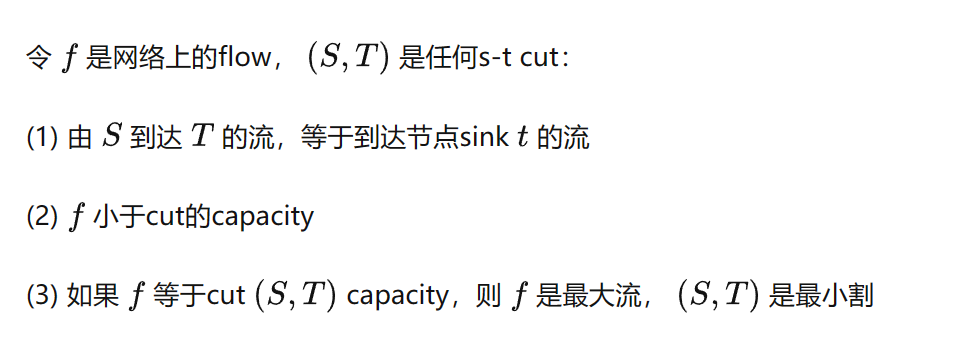 令 f 是网络上的flow， (S, T) 是任何s-t cut：
(1) 由 S 到达 T 的流，等于到达节点sink t 的流
(2) f 小于cut的capacity
(3) 如果 f 等于cut (S, T) capacity，则 f 是最大流， (S, T) 是最小割